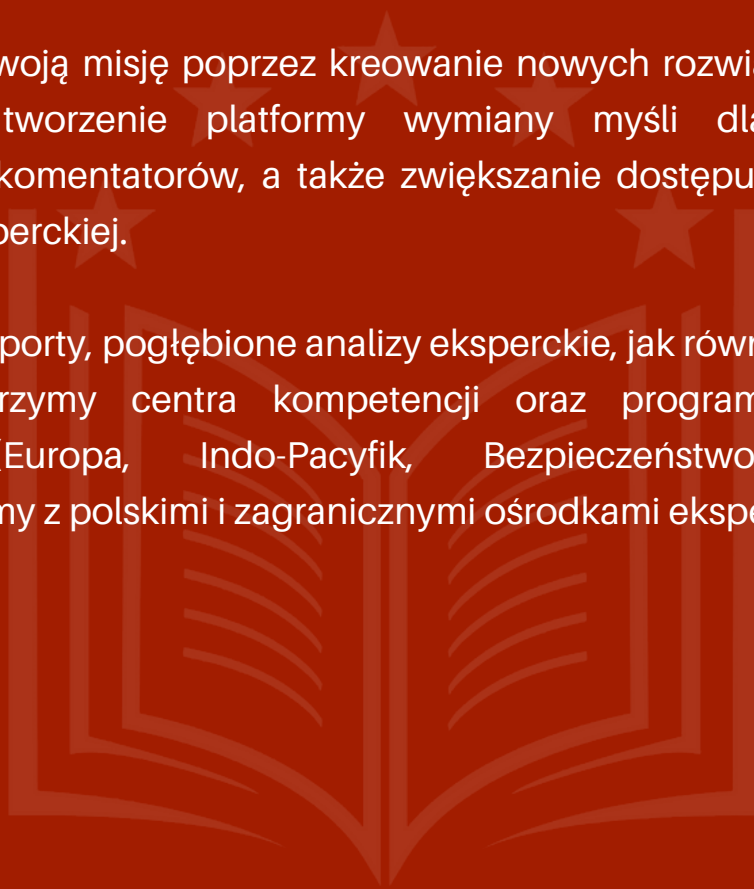 woją misję poprzez kreowanie nowych rozwi
tworzenie platformy wymiany myśli dl
komentatorów, a także zwiększanie dostępu
perckiej.
porty, pogłębione analizy eksperckie, jak równ
rzymy centra kompetencji oraz program
(Europa, Indo-Pacyfik, Bezpieczeństwo
my z polskimi i zagranicznymi ośrodkami ekspe